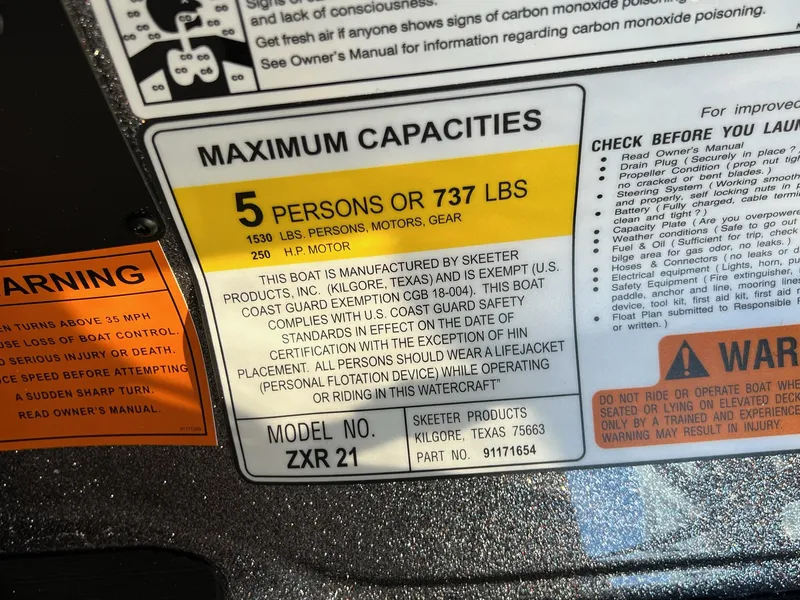 Signs of
and lack of consciousness.
Get fresh air if anyone shows signs of carbon monoxide poisoning.
See Owner's Manual for information regarding carbon monoxide poisoning.
CO CO CO CO CO CO
MAXIMUM CAPACITIES
5 PERSONS OR 737 LBS
1530 LBS. PERSONS, MOTORS, GEAR
250 H.P. MOTOR
THIS BOAT IS MANUFACTURED BY SKEETER
PRODUCTS, INC. (KILGORE, TEXAS) AND IS EXEMPT (U.S.
COAST GUARD EXEMPTION CGB 18-004). THIS BOAT
COMPLIES WITH U.S. COAST GUARD SAFETY
STANDARDS IN EFFECT ON THE DATE OF
CERTIFICATION WITH THE EXCEPTION OF HIN
PLACEMENT. ALL PERSONS SHOULD WEAR A LIFEJACKET
(PERSONAL FLOTATION DEVICE) WHILE OPERATING
OR RIDING IN THIS WATERCRAFT"
MODEL NO.
ZXR 21
SKEETER PRODUCTS
KILGORE, TEXAS 75663
PART NO. 91171654
ARNING
EN TURNS ABOVE 35 MPH
USE LOSS OF BOAT CONTROL.
O SERIOUS INJURY OR DEATH.
CE SPEED BEFORE ATTEMPTING
A SUDDEN SHARP TURN.
READ OWNER'S MANUAL.
For improved
CHECK BEFORE YOU LAU
• Read Owner's Manual
• Drain Plug (Securely in place ?
• Propeller Condition (prop nut tig
no cracked or bent blades.)
• Steering System (Working smooth
and properly, self locking nuts in p
• Battery (Fully charged, cable term
clean and tight ?)
• Capacity Plate (Are you overpowere
• Weather conditions (Safe to go out
• Fuel & Oil (Sufficient for trip, check
bilge area for gas odor, no leaks.)
• Hoses & Connectors (no leaks or d
• Electrical equipment (Lights, horn, pu
• Safety Equipment (Fire extinguisher,
paddle, anchor and line, mooring lines
device, tool kit, first aid kit, first aid
• Float Plan submitted to Responsible
or written.)
WAR
DO NOT RIDE OR OPERATE BOAT WHE
SEATED OR LYING ON ELEVATED DECK
ONLY BY A TRAINED AND EXPERIENCE
WARNING MAY RESULT IN INJURY.